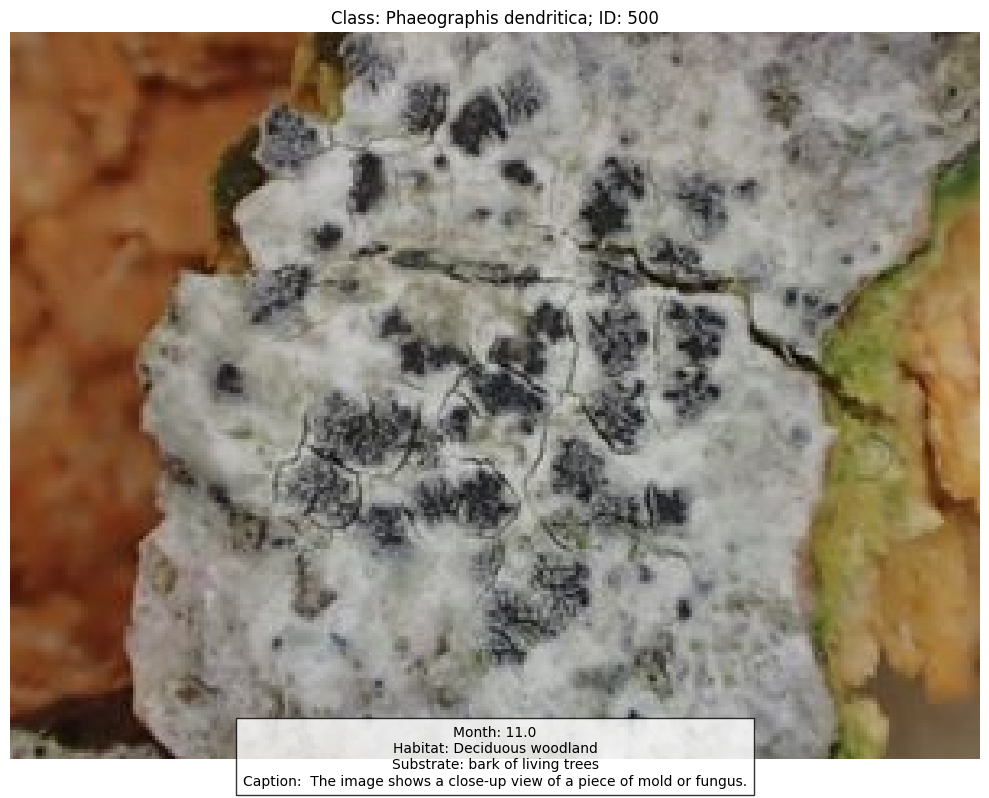 Class: Phaeographis dendritica; ID: 500
Month: 11.0
Habitat: Deciduous woodland
Substrate: bark of living trees
Caption:  The image shows a close-up view of a piece of mold or fungus.